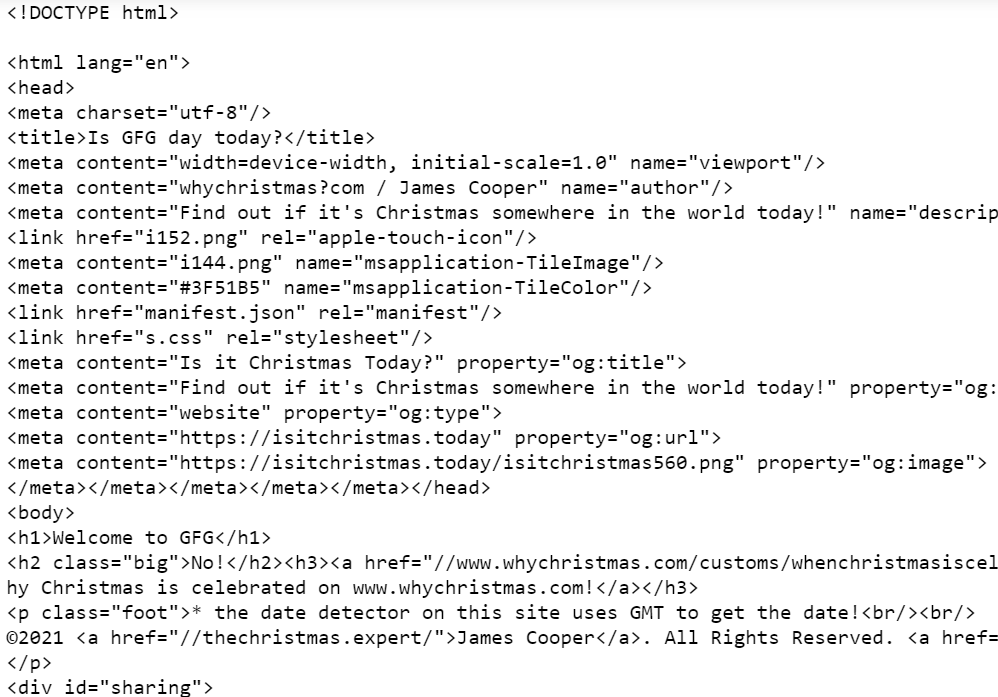 <!DOCTYPE html>
<html lang="en">
<head>
<meta charset="utf-8"/>
<title>Is GFG day today?</title>
<meta content="width=device-width, initial-scale=1.0" name="viewport"/>
<meta content="whychristmas?com / James Cooper" name="author"/>
<meta content="Find out if it's Christmas somewhere in the world today!" name="descrip
<link href="i152.png" rel="apple-touch-icon"/>
<meta content="i144.png" name="msapplication-TileImage"/>
<meta content="#3F51B5" name="msapplication-TileColor"/>
<link href="manifest.json" rel="manifest"/>
<link href="s.css" rel="stylesheet"/>
<meta content="Is it Christmas Today?" property="og:title">
<meta content="Find out if it's Christmas somewhere in the world today!" property="og:
<meta content="website" property="og:type">
<meta content="https://isitchristmas.today" property="og:url">
<meta content="https://isitchristmas.today/isitchristmas560.png" property="og:image">
</meta></meta></meta></meta></meta></head>
<body>
<h1>Welcome to GFG</h1>
<h2 class="big">No!</h2><h3><a href="//www.whychristmas.com/customs/whenchristmasiscel
hy Christmas is celebrated on www.whychristmas.com!</a></h3>
<p class="foot">* the date detector on this site uses GMT to get the date!<br/><br/>
©2021 <a href="//thechristmas.expert/">James Cooper</a>. All Rights Reserved. <a href=
</p>
<div id="sharing">